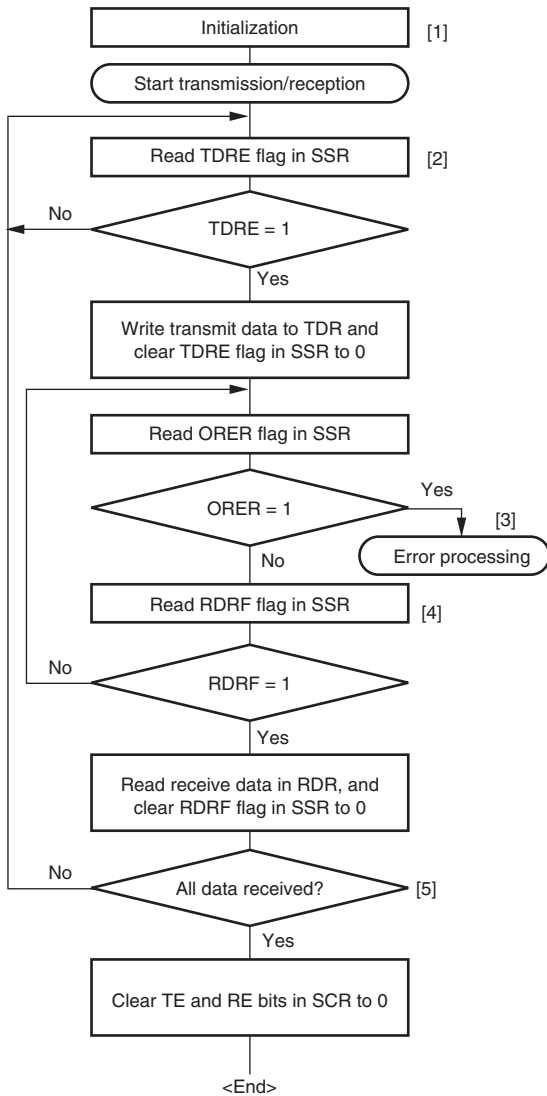 Initialization
[1]
Start transmission/reception
Read TDRE flag in SSR
[2]
No
TDRE = 1
Yes
Write transmit data to TDR and
clear TDRE flag in SSR to 0
Read ORER flag in SSR
Yes
ORER = 1
[3]
Error processing
No
Read RDRF flag in SSR
[4]
No
RDRF = 1
Yes
Read receive data in RDR, and
clear RDRF flag in SSR to 0
No
All data received?
[5]
Yes
Clear TE and RE bits in SCR to 0
<End>